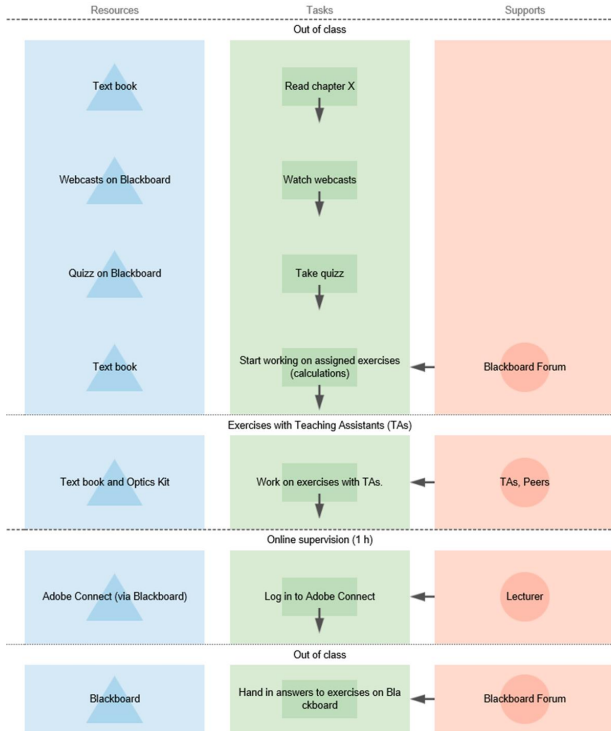 Resources Tasks Supports
Out of class
Text book Read chapter X
Webcasts on Blackboard Watch webcasts
Quizz on Blackboard Take quizz
Text book Start working on assigned exercises
(calculations) Blackboard Forum
Exercises with Teaching Assistants (TAs)
Text book and Optics Kit Work on exercises with TAs. TAs, Peers
Online supervision (1 h)
Adobe Connect (via Blackboard) Log in to Adobe Connect Lecturer
Out of class
Blackboard Hand in answers to exercises on Bla
ckboard Blackboard Forum